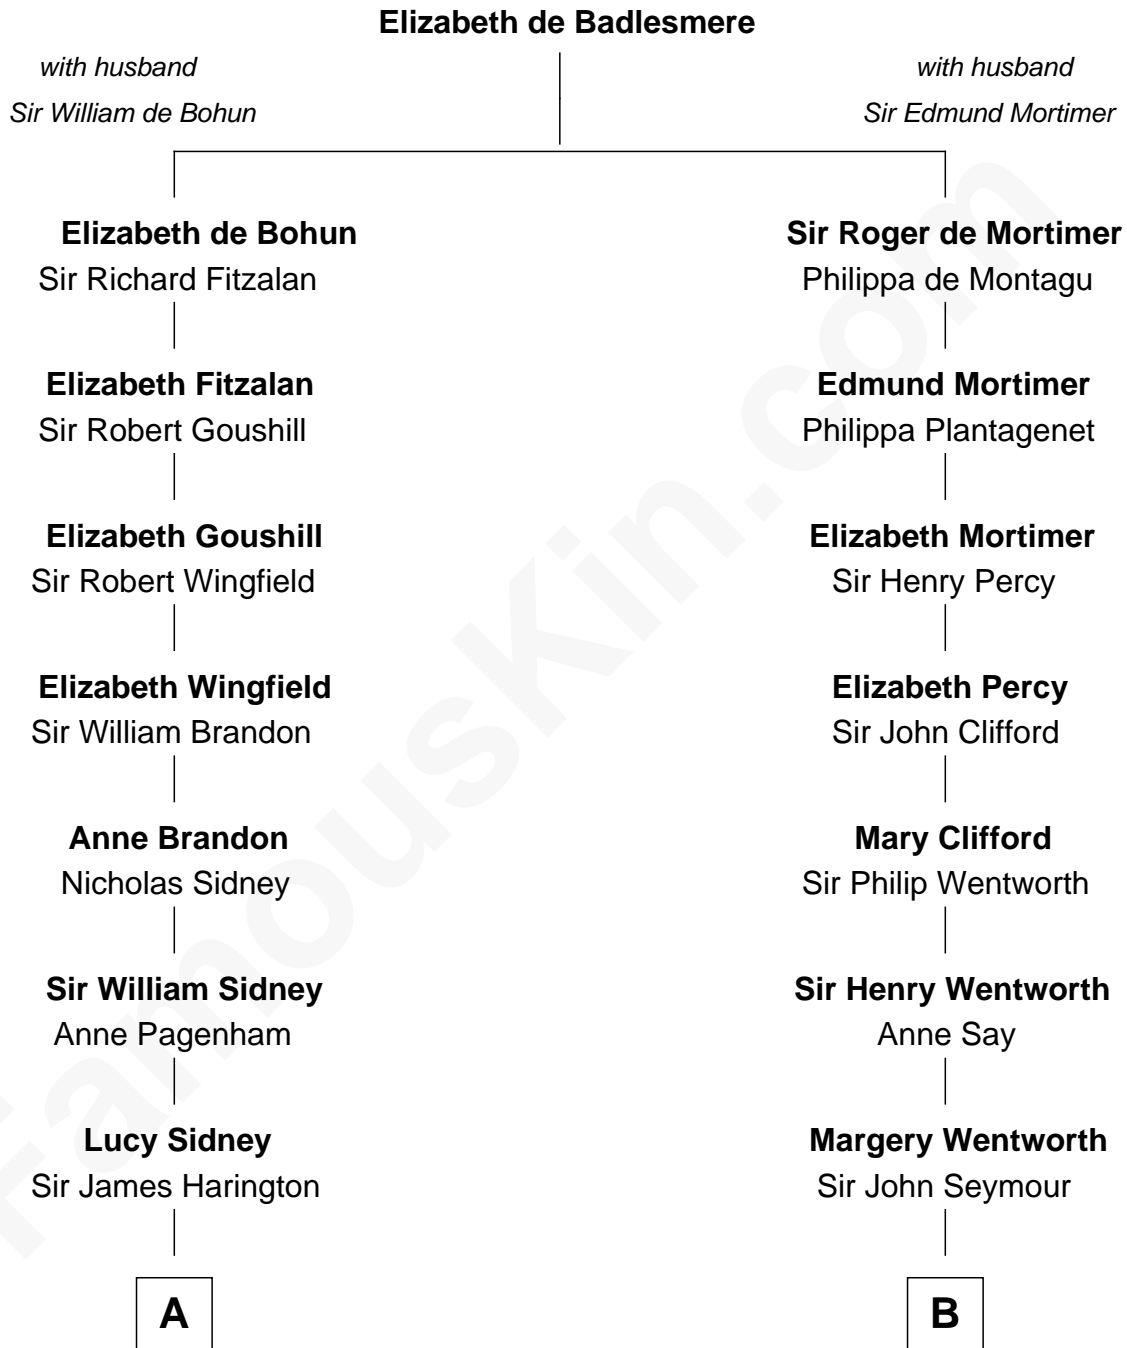 Elizabeth de Badlesmere
with husband
Sir William de Bohun
with husband
Sir Edmund Mortimer
Elizabeth de Bohun
Sir Richard Fitzalan
Sir Roger de Mortimer
Philippa de Montagu
Elizabeth Fitzalan
Sir Robert Goushill
Edmund Mortimer
Philippa Plantagenet
Elizabeth Goushill
Sir Robert Wingfield
Elizabeth Mortimer
Sir Henry Percy
Elizabeth Wingfield
Sir William Brandon
Elizabeth Percy
Sir John Clifford
Anne Brandon
Nicholas Sidney
Mary Clifford
Sir Philip Wentworth
Sir William Sidney
Anne Pagenham
Sir Henry Wentworth
Anne Say
Lucy Sidney
Sir James Harington
Margery Wentworth
Sir John Seymour
A
B
FamousKin.com